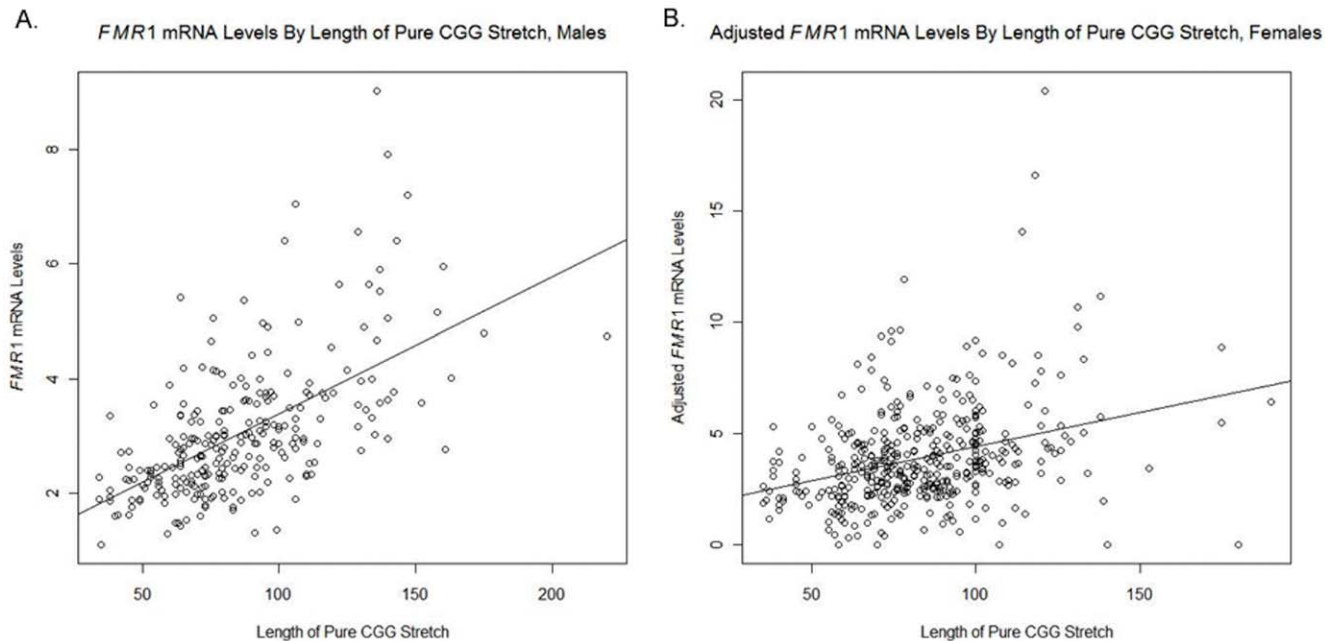 A.
FMR1 mRNA Levels By Length of Pure CGG Stretch, Males
FMR1 mRNA Levels
8
6
4
2
50 100 150 200
Length of Pure CGG Stretch
B.
Adjusted FMR1 mRNA Levels By Length of Pure CGG Stretch, Females
Adjusted FMR1 mRNA Levels
20
15
10
5
0
50 100 150
Length of Pure CGG Stretch